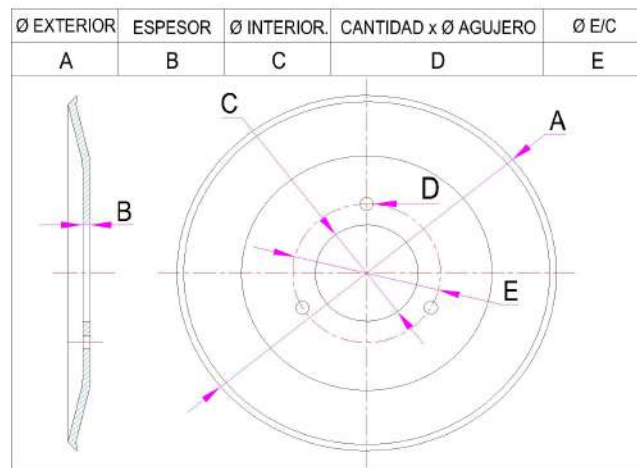 Ø EXTERIOR ESPESOR Ø INTERIOR. CANTIDAD x Ø AGUJERO Ø E/C
A B C D E
C
A
D
B
E